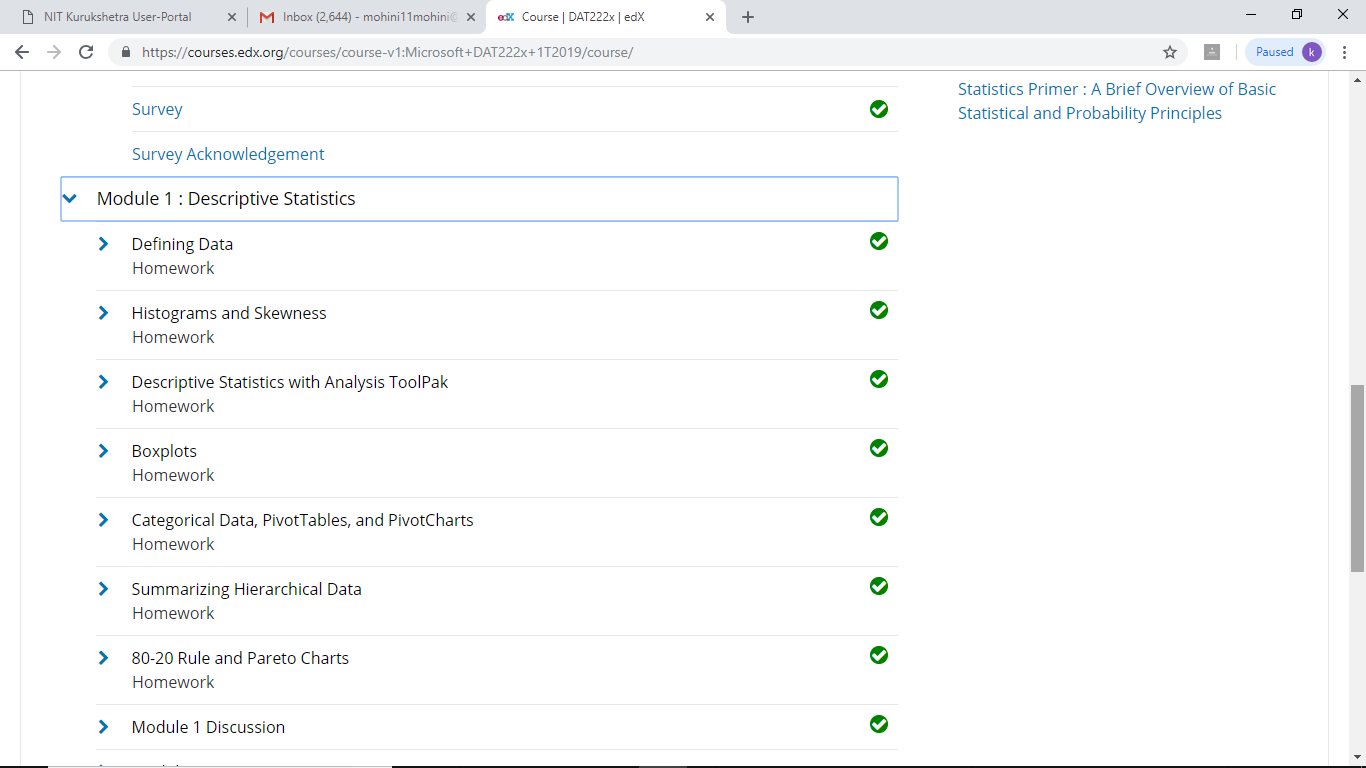 NIT Kurukshetra User-Portal
Inbox (2,644) - mohini11mohini@
edX Course | DAT222x | edX
https://courses.edx.org/courses/course-v1:Microsoft+DAT222x+1T2019/course/
Paused k
Survey
Survey Acknowledgement
Module 1 : Descriptive Statistics
Defining Data
Homework
Histograms and Skewness
Homework
Descriptive Statistics with Analysis ToolPak
Homework
Boxplots
Homework
Categorical Data, PivotTables, and PivotCharts
Homework
Summarizing Hierarchical Data
Homework
80-20 Rule and Pareto Charts
Homework
Module 1 Discussion
Statistics Primer : A Brief Overview of Basic
Statistical and Probability Principles